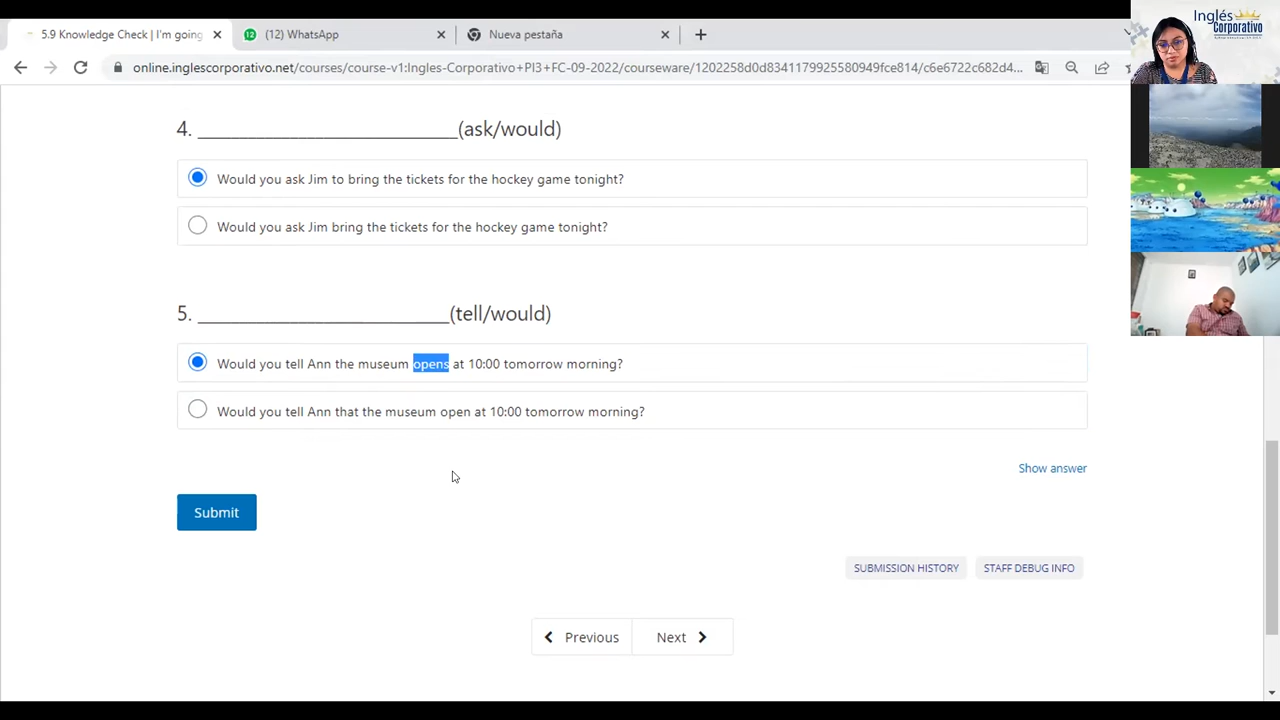 5.9 Knowledge Check | I'm going
(12) WhatsApp
Nueva pestaña
Inglés
Corporativo
online.inglescorporativo.net/courses/course-v1:Ingles-Corporativo+PI3+FC-09-2022/courseware/1202258d0d8341179925580949fce814/c6e6722c682d4...
4. ____________________________(ask/would)
Would you ask Jim to bring the tickets for the hockey game tonight?
Would you ask Jim bring the tickets for the hockey game tonight?
5. ___________________________(tell/would)
Would you tell Ann the museum opens at 10:00 tomorrow morning?
Would you tell Ann that the museum open at 10:00 tomorrow morning?
Show answer
Submit
SUBMISSION HISTORY
STAFF DEBUG INFO
Previous
Next